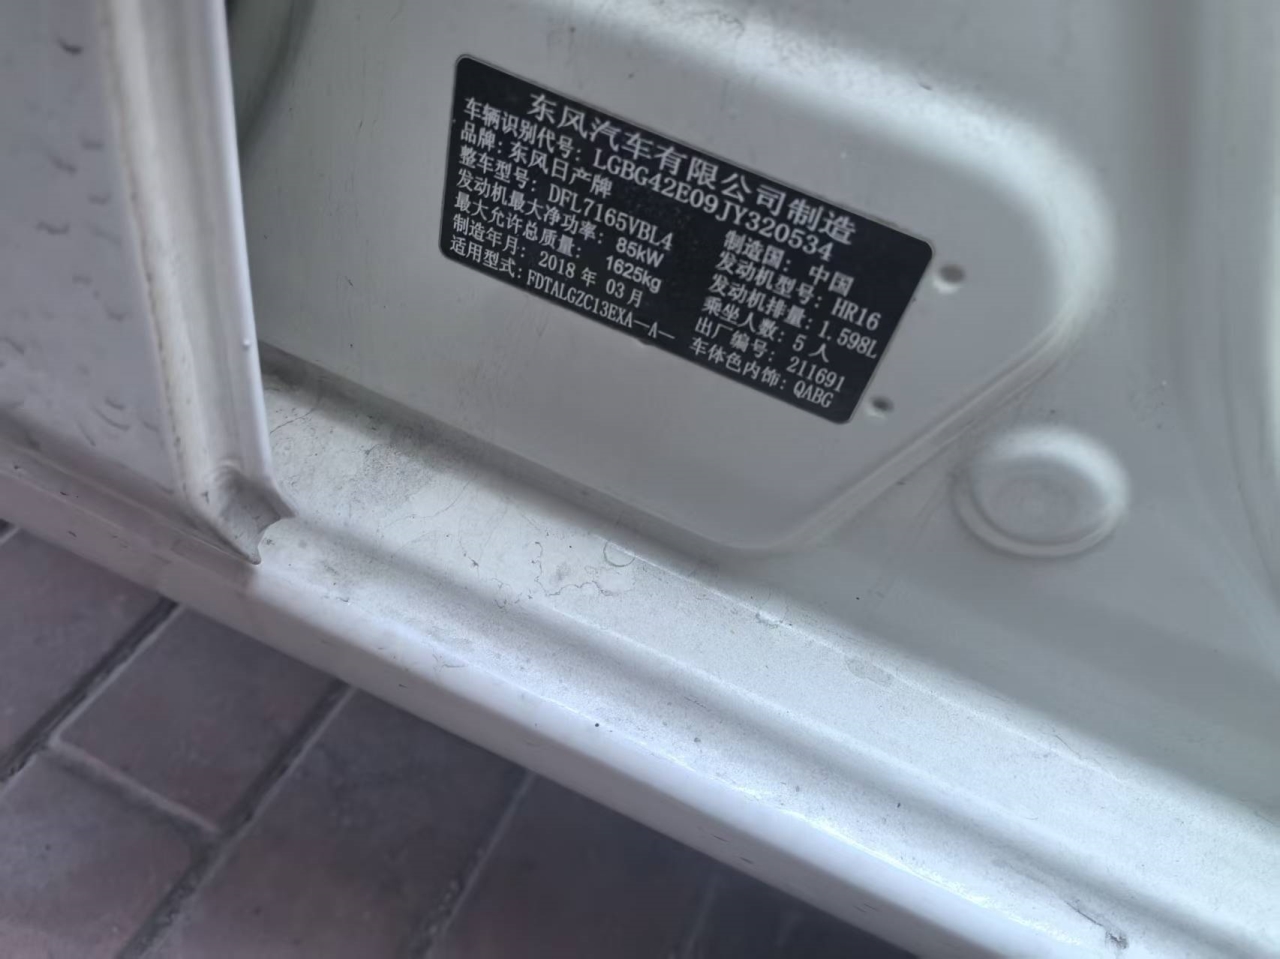 东风汽车有限公司制造
车辆识别代号: LGBG42E09JY320534
品牌: 东风日产牌 制造国: 中国
整车型号: DFL7165VBL4 发动机型号: HR16
发动机最大净功率: 85kW 发动机排量: 1.598L
最大允许总质量: 1625kg 乘坐人数: 5 人
制造年月: 2018 年 03 月 出厂编号: 211691
适用型式: FDTALGZC13EXA—A— 车体色内饰: QABG